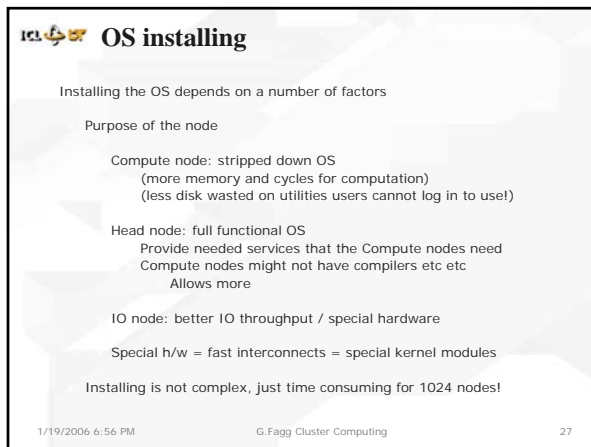 ICL UT OS installing
Installing the OS depends on a number of factors
Purpose of the node
Compute node: stripped down OS
(more memory and cycles for computation)
(less disk wasted on utilities users cannot log in to use!)
Head node: full functional OS
Provide needed services that the Compute nodes need
Compute nodes might not have compilers etc etc
Allows more
IO node: better IO throughput / special hardware
Special h/w = fast interconnects = special kernel modules
Installing is not complex, just time consuming for 1024 nodes!
1/19/2006 6:56 PM G.Fagg Cluster Computing 27